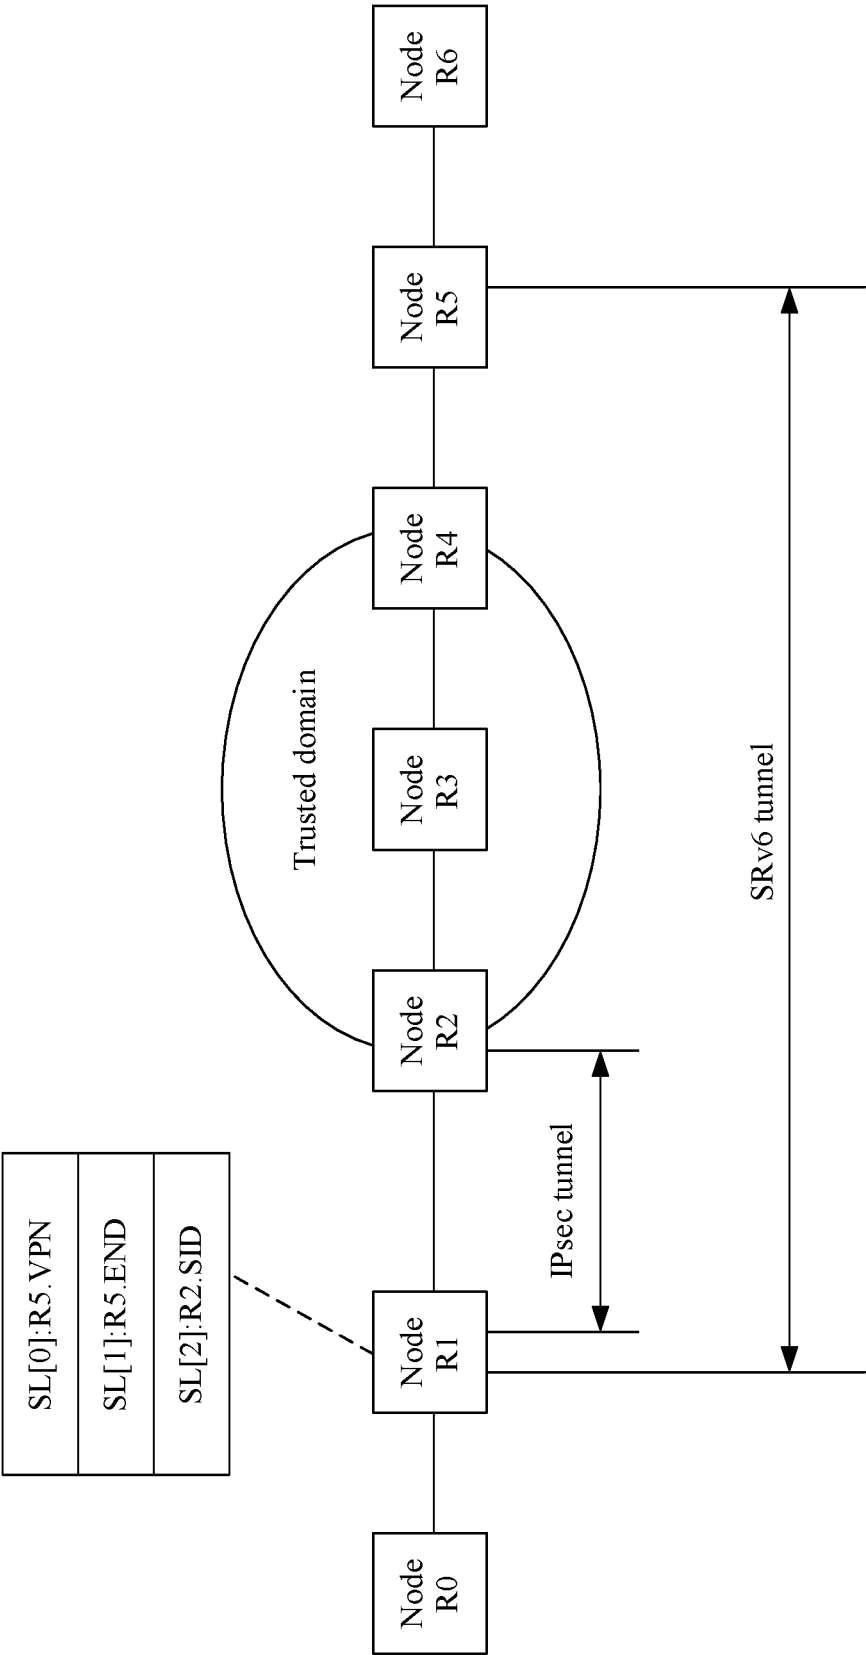 SL[0]:R5.VPN
SL[1]:R5.END
SL[2]:R2.SID
Trusted domain
Node
R0
Node
R1
Node
R2
Node
R3
Node
R4
Node
R5
Node
R6
IPsec tunnel
SRv6 tunnel